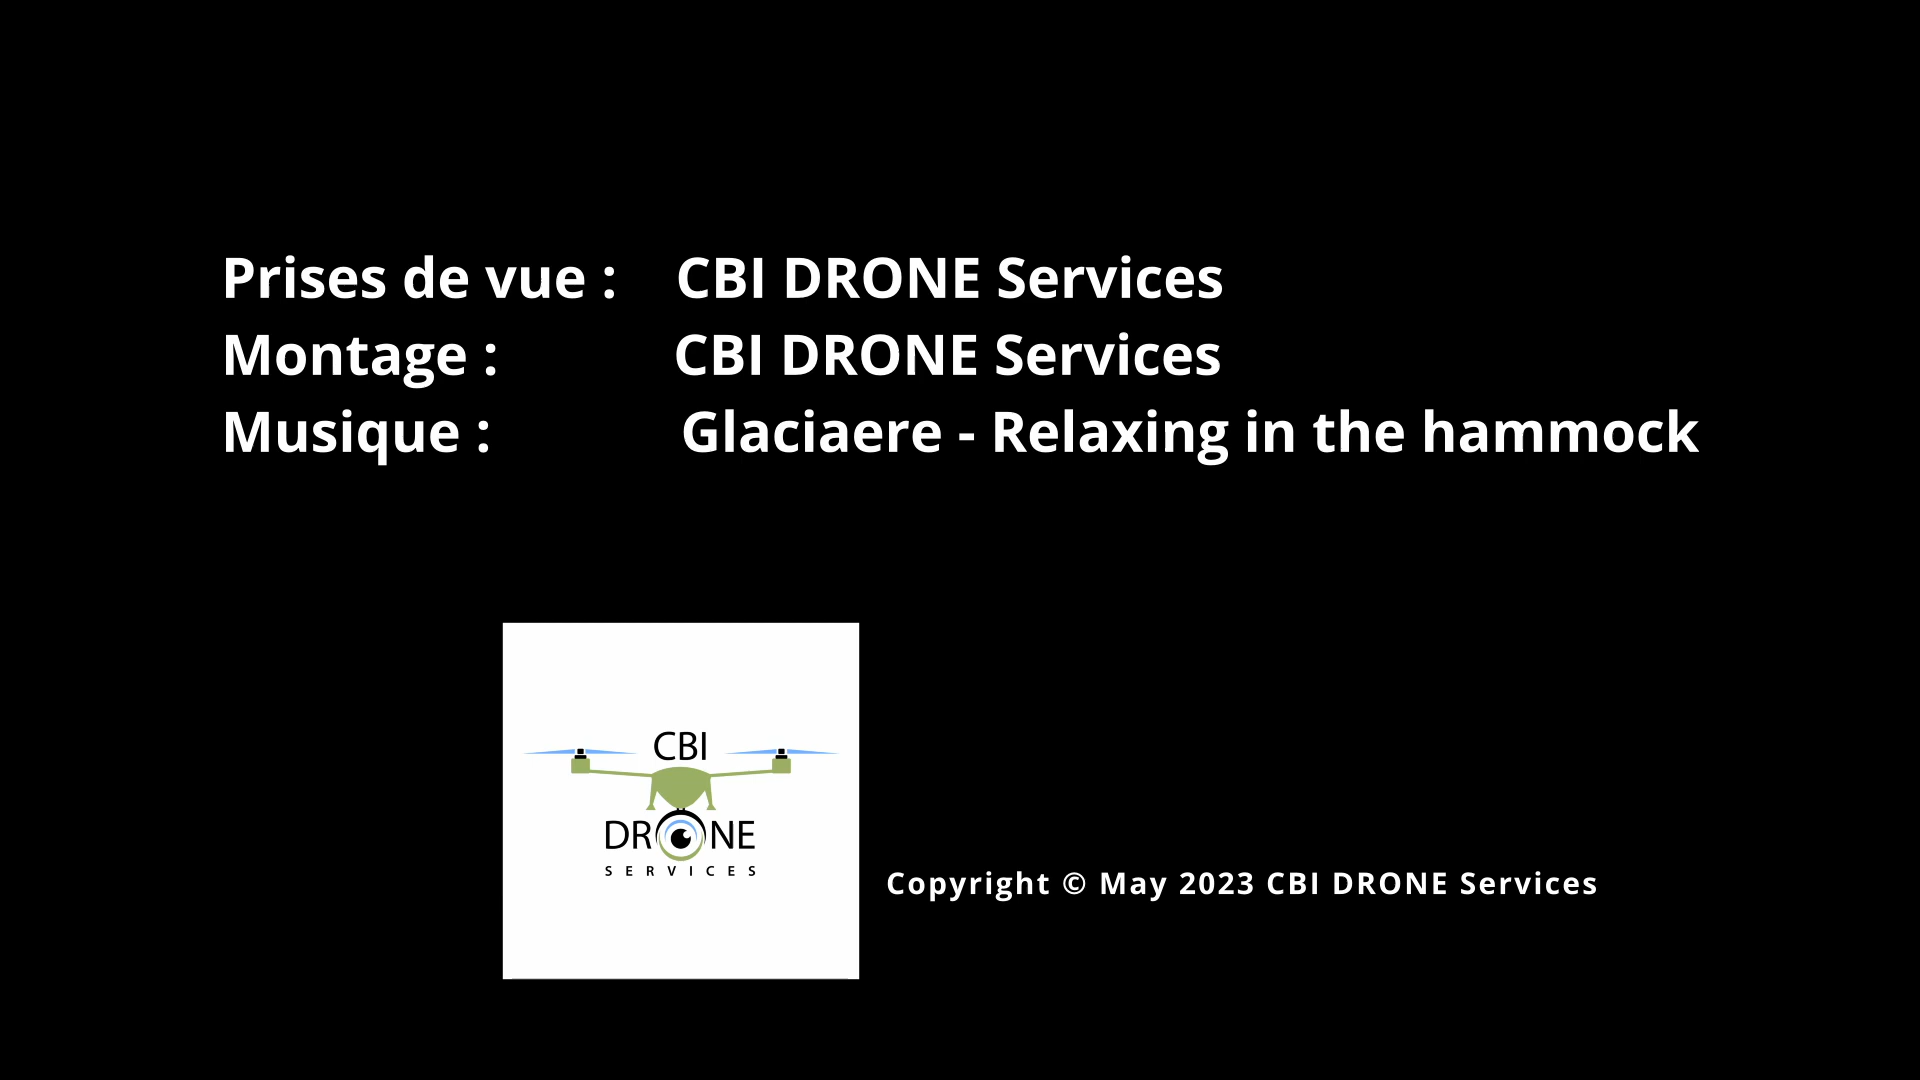 Prises de vue : CBI DRONE Services
Montage : CBI DRONE Services
Musique : Glaciaere - Relaxing in the hammock
CBI
DRONE
SERVICES
Copyright © May 2023 CBI DRONE Services